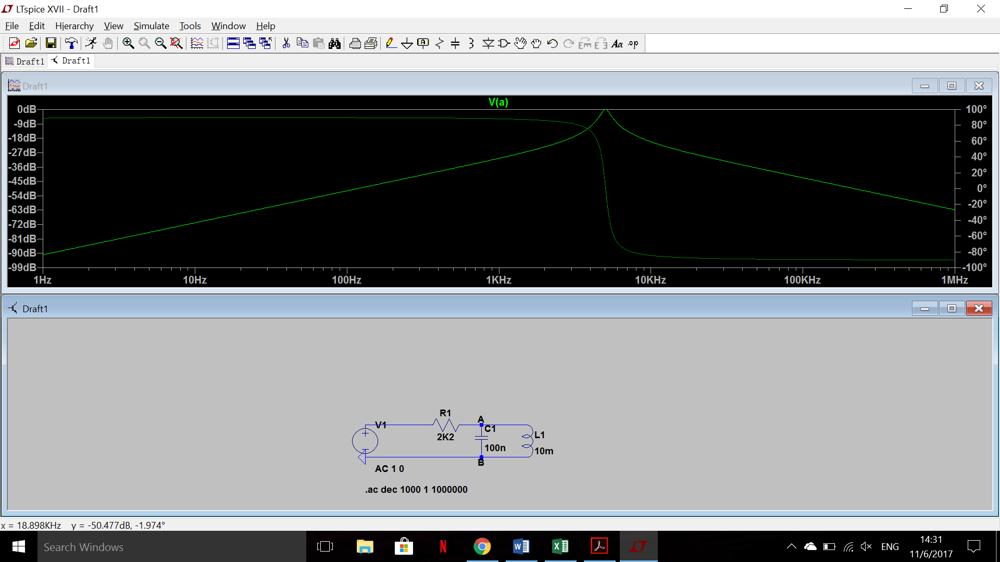 LTspice XVII - Draft1
File Edit Hierarchy View Simulate Tools Window Help
Draft1 Draft1
Draft1
V(a)
0dB
-9dB
-18dB
-27dB
-36dB
-45dB
-54dB
-63dB
-72dB
-81dB
-90dB
-99dB
100°
80°
60°
40°
20°
0°
-20°
-40°
-60°
-80°
-100°
1Hz 10Hz 100Hz 1KHz 10KHz 100KHz 1MHz
Draft1
R1
V1
2K2
A
C1
100n
B
L1
10m
AC 1 0
.ac dec 1000 1 1000000
x = 18.898KHz y = -50.477dB, -1.974°
Search Windows
ENG
14:31
11/6/2017